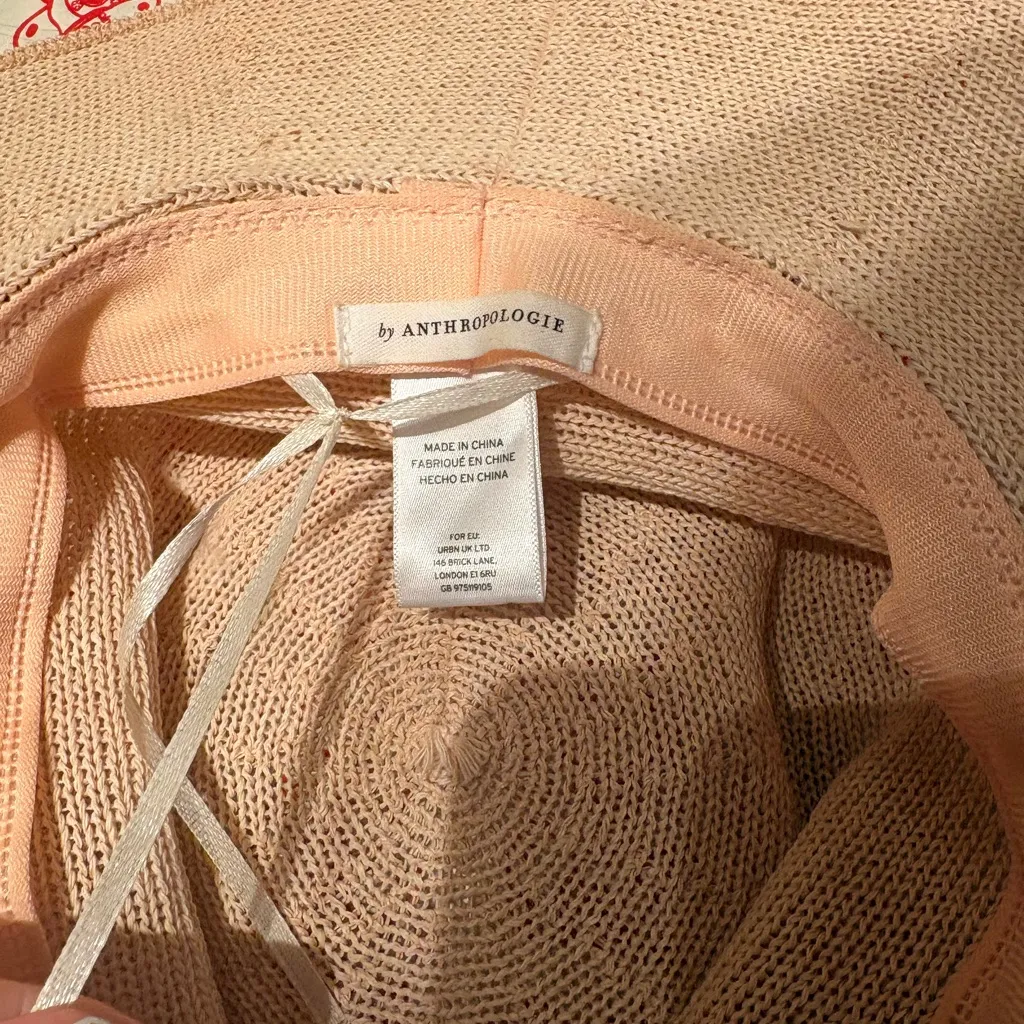 by ANTHROPOLOGIE
MADE IN CHINA
FABRIQUÉ EN CHINE
HECHO EN CHINA
FOR EU:
URBN UK LTD
146 BRICK LANE,
LONDON E1 6RU
GB 975119105